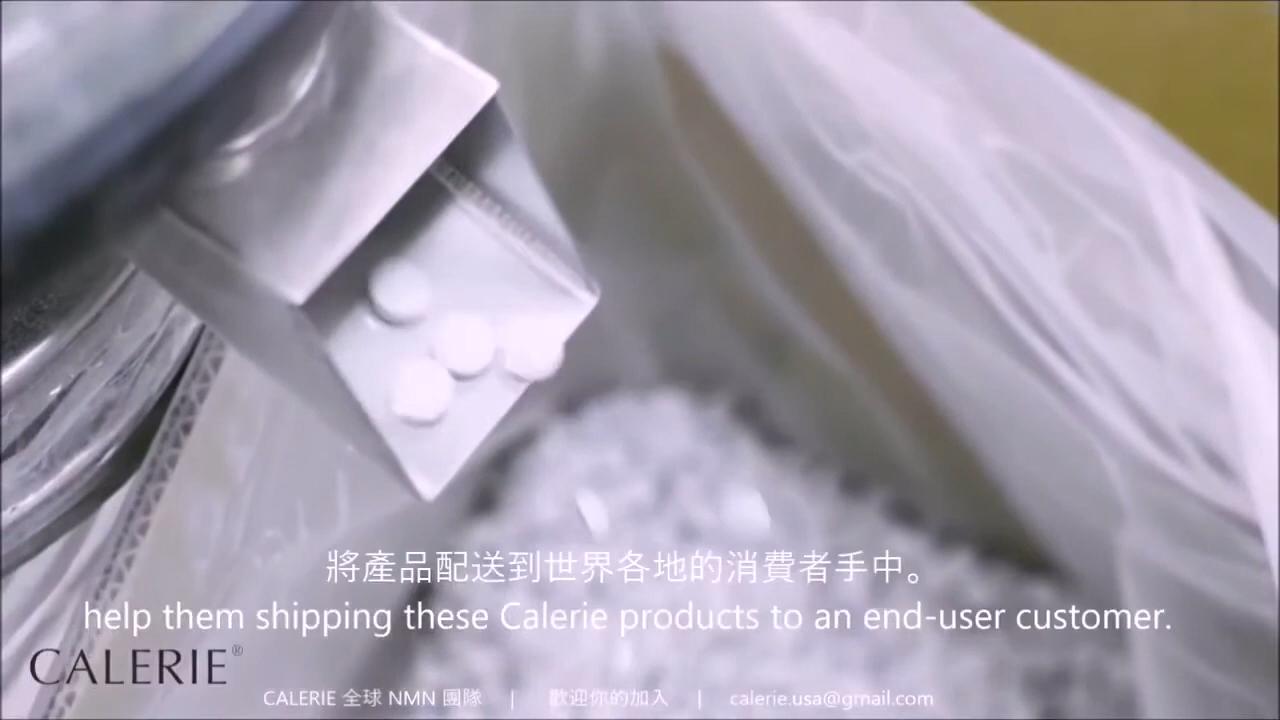 將產品配送到世界各地的消費者手中。
help them shipping these Calerie products to an end-user customer.
CALERIE®
CALERIE 全球 NMN 團隊 | 歡迎你的加入 | calerie.usa@gmail.com